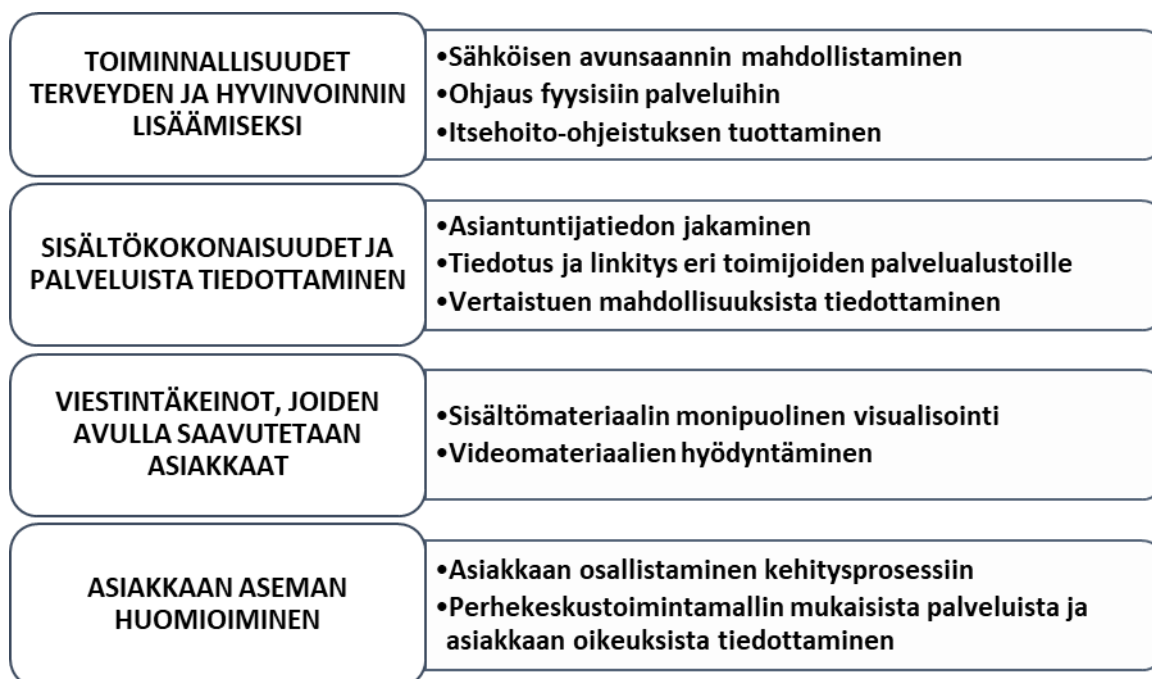 TOIMINNALLISUUDET
TERVEYDEN JA HYVINVOINNIN
LISÄÄMISEKSI
•Sähköisen avunsaannin mahdollistaminen
•Ohjaus fyysisiin palveluihin
•Itsehoito-ohjeistuksen tuottaminen
SISÄLTÖKOKONAISUUDET JA
PALVELUISTA TIEDOTTAMINEN
•Asiantuntijatiedon jakaminen
•Tiedotus ja linkitys eri toimijoiden palvelualustoille
•Vertaistuen mahdollisuuksista tiedottaminen
VIESTINTÄKEINOT, JOIDEN
AVULLA SAAVUTETAAN
ASIAKKAAT
•Sisältömateriaalin monipuolinen visualisointi
•Videomateriaalien hyödyntäminen
ASIAKKAAN ASEMAN
HUOMIOIMINEN
•Asiakkaan osallistaminen kehitysprosessiin
•Perhekeskustoimintamallin mukaisista palveluista ja
asiakkaan oikeuksista tiedottaminen